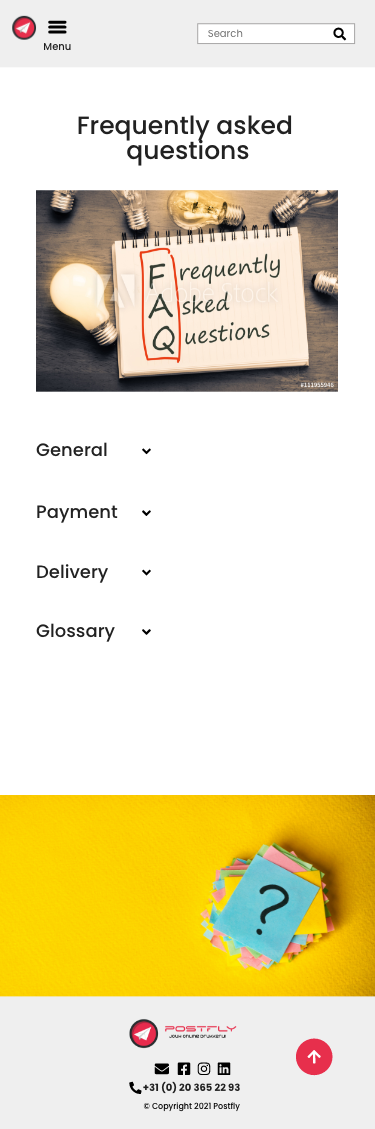 Menu
Search
Frequently asked
questions
Frequently
Asked
Questions
Adobe Stock
#111955946
General
Payment
Delivery
Glossary
?
POSTFLY
JOUW ONLINE DRUKKERIJ!
+31 (0) 20 365 22 93
© Copyright 2021 Postfly